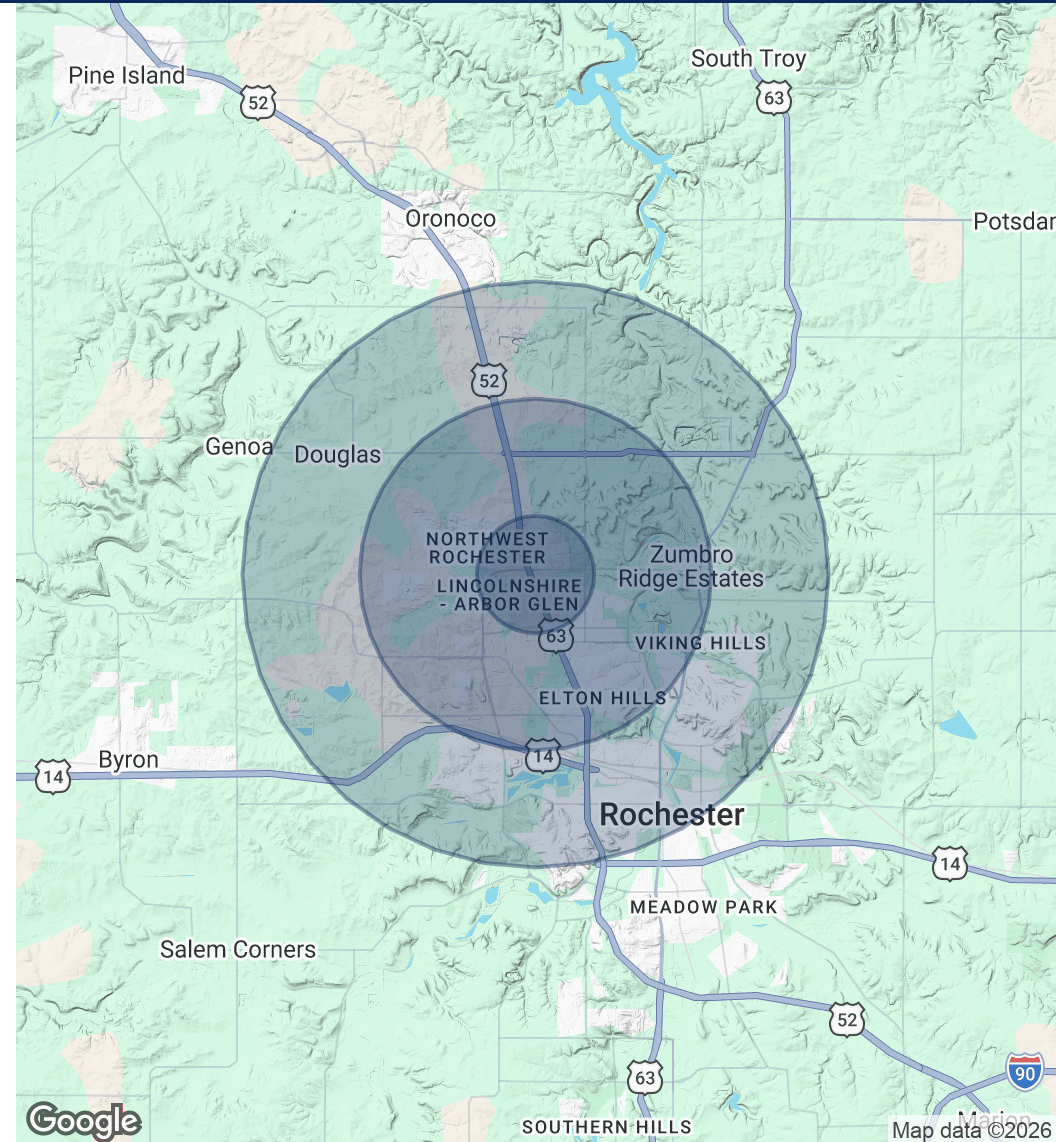 South Troy
Pine Island
52
63
Oronoco
Potsdar
52
Genoa
Douglas
NORTHWEST
ROCHESTER
Zumbro
Ridge Estates
LINCOLNSHIRE
- ARBOR GLEN
63
VIKING HILLS
ELTON HILLS
14
Byron
14
Rochester
14
MEADOW PARK
Salem Corners
52
90
63
Google
SOUTHERN HILLS
Marion
Map data ©2026